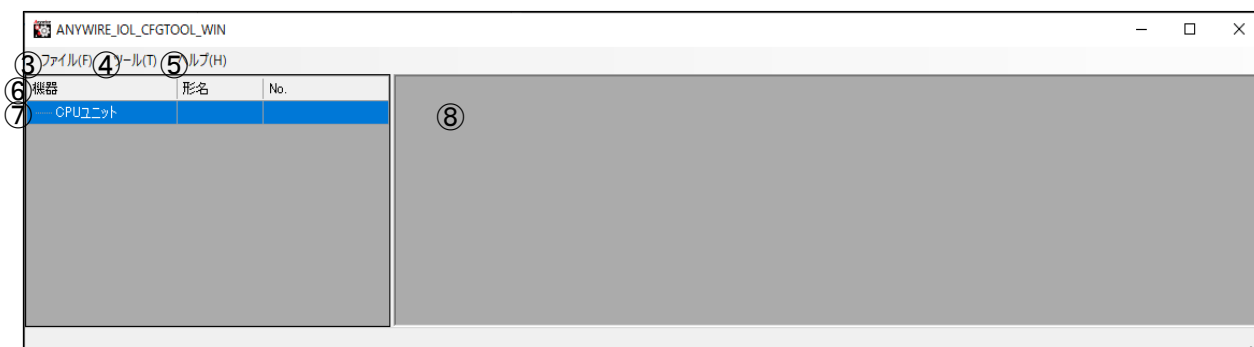 ANYWIRE_IOL_CFGTOOL_WIN
③ファイル(F) ④ツール(T) ⑤ヘルプ(H)
⑥機器 形名 No.
⑦CPUユニット ⑧